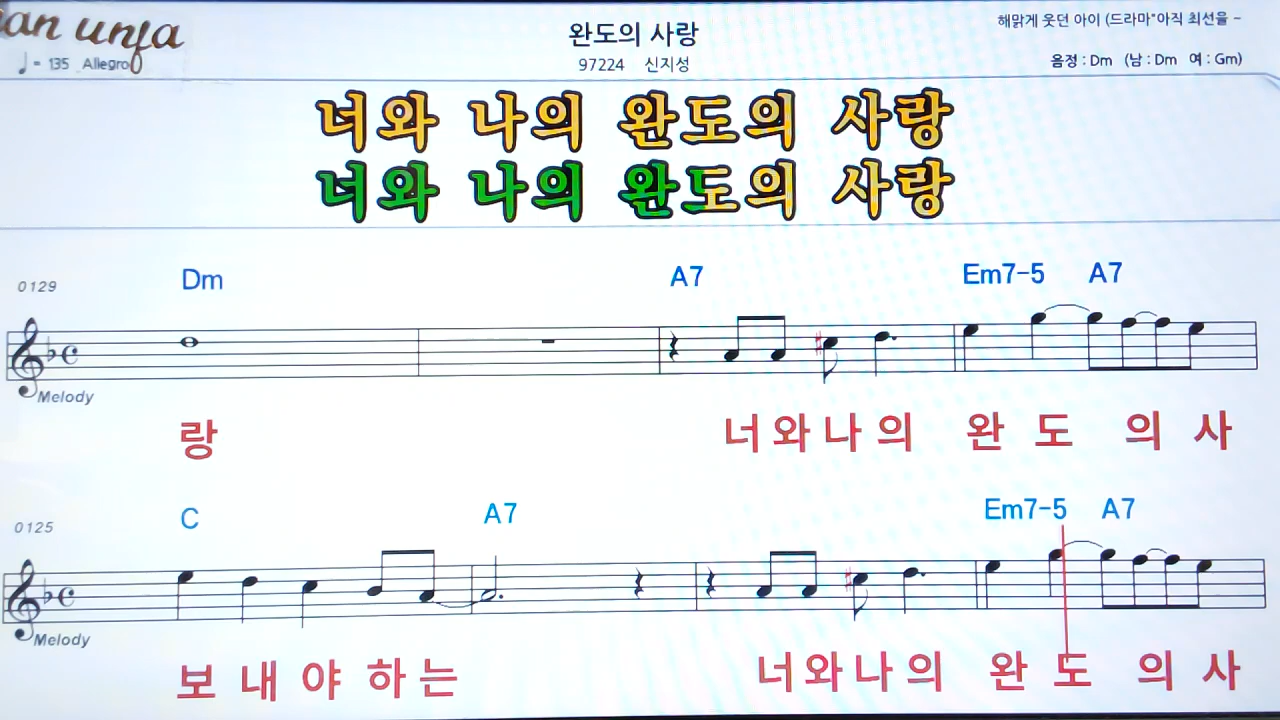 완도의 사랑
해맑게 웃던 아이 (드라마"아직 최선을 ~
♩= 135 Allegro
97224 신지성
음정 : Dm (남 : Dm 여 : Gm)
너와 나의 완도의 사랑
너와 나의 완도의 사랑
0129 Dm A7 Em7-5 A7
Melody
랑 너와나의 완 도 의 사
0125 C A7 Em7-5 A7
Melody
보 내 야 하 는 너와나의 완 도 의 사